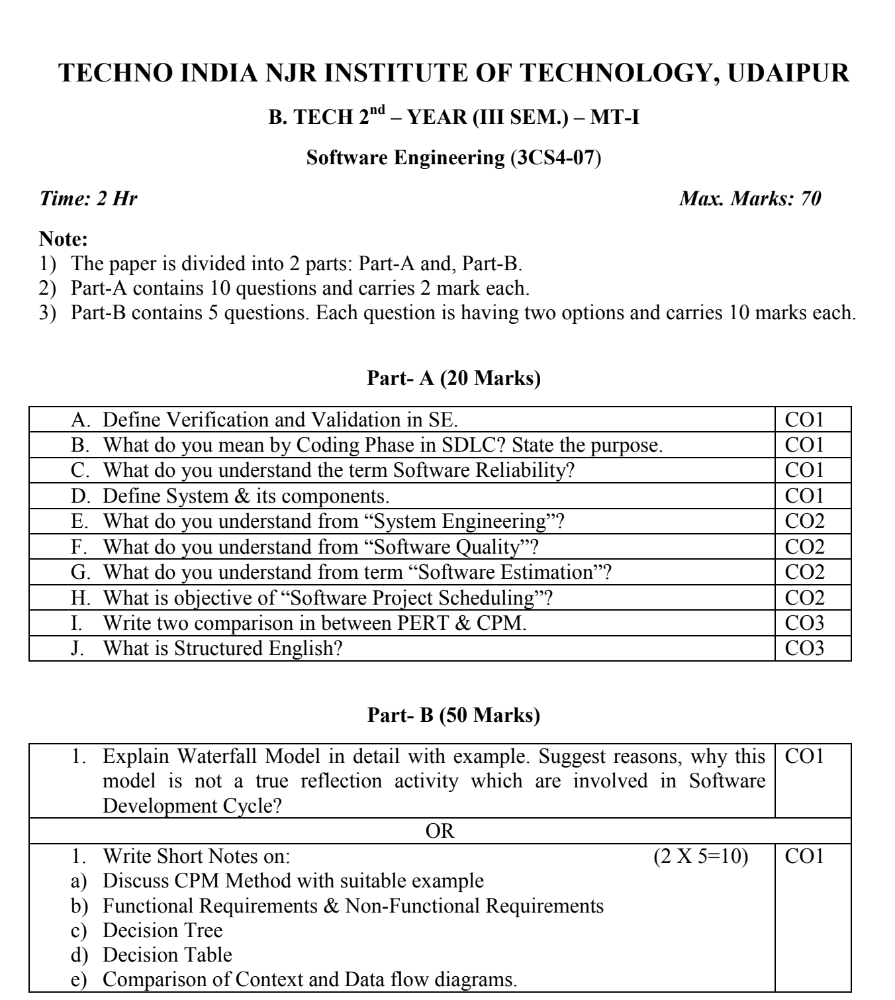 TECHNO INDIA NJR INSTITUTE OF TECHNOLOGY, UDAIPUR
B. TECH 2nd – YEAR (III SEM.) – MT-I
Software Engineering (3CS4-07)
Time: 2 Hr Max. Marks: 70
Note:
1) The paper is divided into 2 parts: Part-A and, Part-B.
2) Part-A contains 10 questions and carries 2 mark each.
3) Part-B contains 5 questions. Each question is having two options and carries 10 marks each.
Part- A (20 Marks)
A. Define Verification and Validation in SE. CO1
B. What do you mean by Coding Phase in SDLC? State the purpose. CO1
C. What do you understand the term Software Reliability? CO1
D. Define System & its components. CO1
E. What do you understand from “System Engineering”? CO2
F. What do you understand from “Software Quality”? CO2
G. What do you understand from term “Software Estimation”? CO2
H. What is objective of “Software Project Scheduling”? CO2
I. Write two comparison in between PERT & CPM. CO3
J. What is Structured English? CO3
Part- B (50 Marks)
1. Explain Waterfall Model in detail with example. Suggest reasons, why this CO1
model is not a true reflection activity which are involved in Software
Development Cycle?
OR
1. Write Short Notes on: (2 X 5=10) CO1
a) Discuss CPM Method with suitable example
b) Functional Requirements & Non-Functional Requirements
c) Decision Tree
d) Decision Table
e) Comparison of Context and Data flow diagrams.